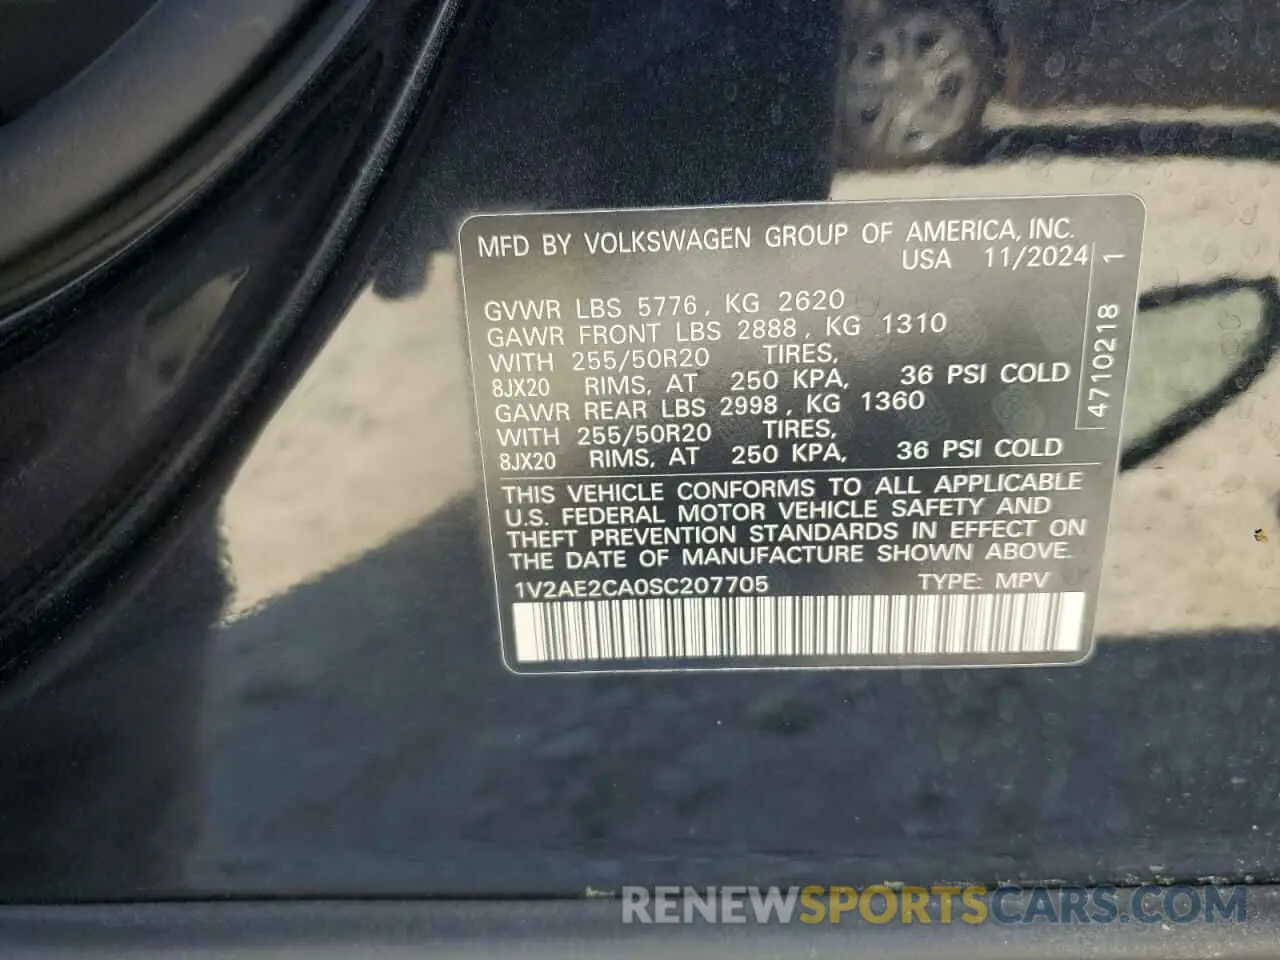 MFD BY VOLKSWAGEN GROUP OF AMERICA, INC.
USA 11/2024
GVWR LBS 5776, KG 2620
GAWR FRONT LBS 2888, KG 1310
WITH 255/50R20 TIRES,
8JX20 RIMS, AT 250 KPA, 36 PSI COLD
GAWR REAR LBS 2998, KG 1360
WITH 255/50R20 TIRES,
8JX20 RIMS, AT 250 KPA, 36 PSI COLD
THIS VEHICLE CONFORMS TO ALL APPLICABLE
U.S. FEDERAL MOTOR VEHICLE SAFETY AND
THEFT PREVENTION STANDARDS IN EFFECT ON
THE DATE OF MANUFACTURE SHOWN ABOVE.
1V2AE2CA0SC207705 TYPE: MPV
4710218 1
RENEWSPORTSCARS.COM